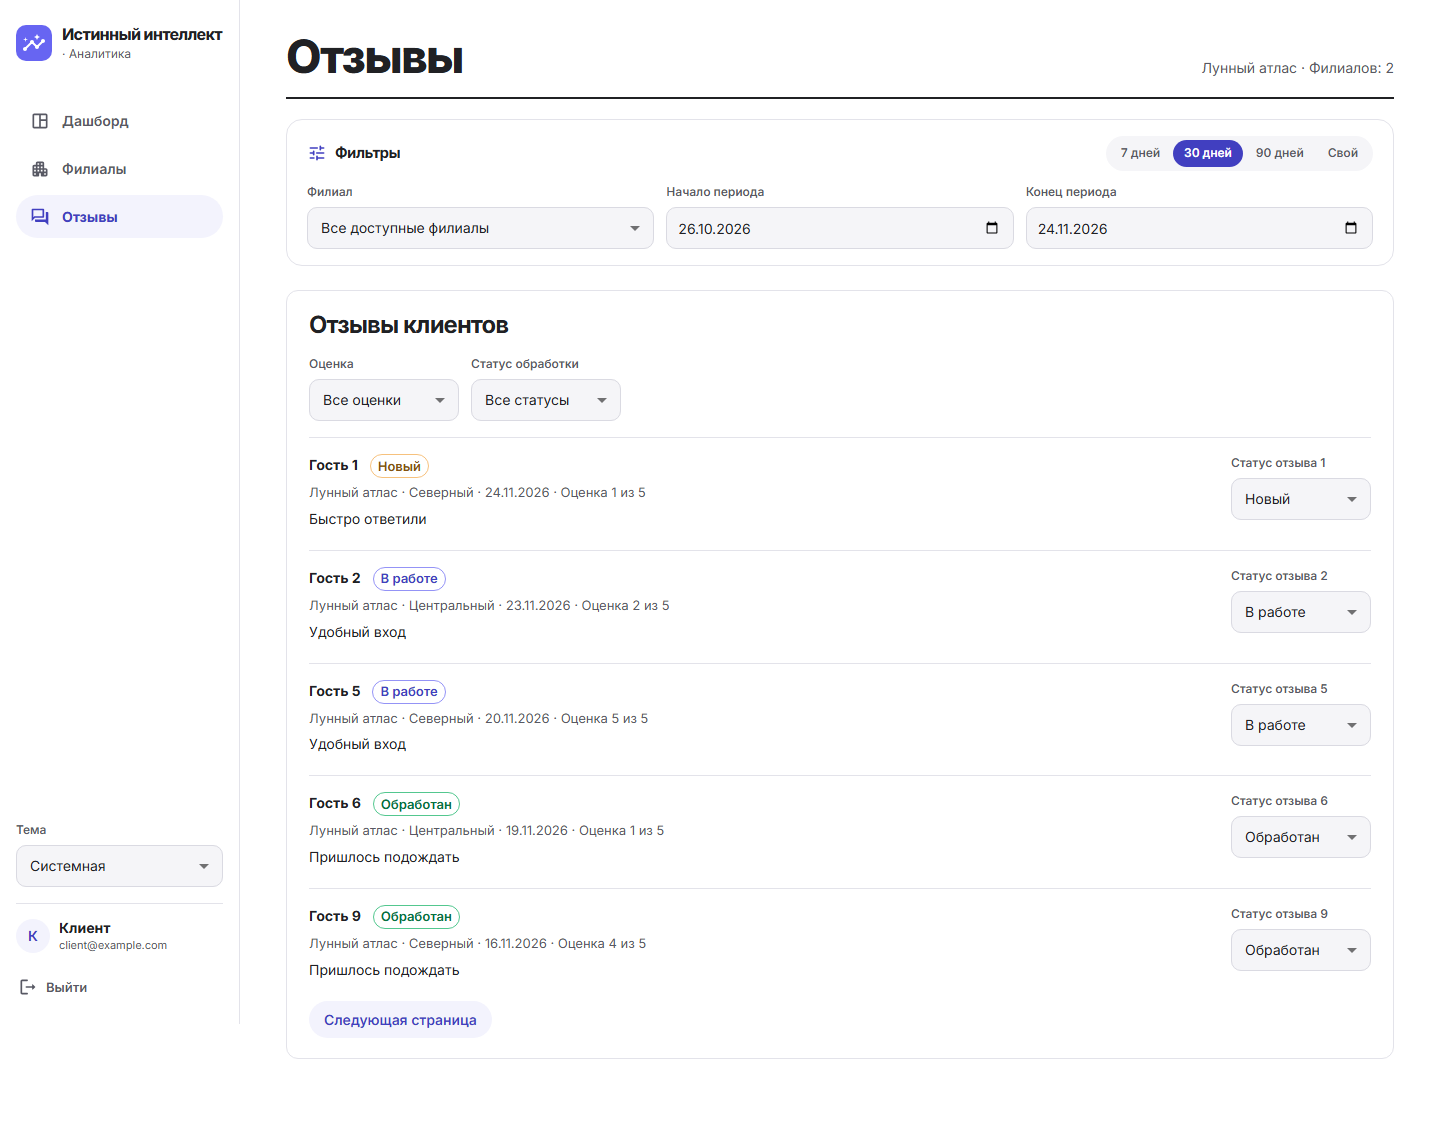 Истинный интеллект
· Аналитика
Дашборд
Филиалы
Отзывы
Тема
Системная
К
Клиент
client@example.com
Выйти
Отзывы
Лунный атлас · Филиалов: 2
Фильтры
7 дней 30 дней 90 дней Свой
Филиал Начало периода Конец периода
Все доступные филиалы 26.10.2026 24.11.2026
Отзывы клиентов
Оценка Статус обработки
Все оценки Все статусы
Гость 1 Новый
Лунный атлас · Северный · 24.11.2026 · Оценка 1 из 5
Быстро ответили
Статус отзыва 1
Новый
Гость 2 В работе
Лунный атлас · Центральный · 23.11.2026 · Оценка 2 из 5
Удобный вход
Статус отзыва 2
В работе
Гость 5 В работе
Лунный атлас · Северный · 20.11.2026 · Оценка 5 из 5
Удобный вход
Статус отзыва 5
В работе
Гость 6 Обработан
Лунный атлас · Центральный · 19.11.2026 · Оценка 1 из 5
Пришлось подождать
Статус отзыва 6
Обработан
Гость 9 Обработан
Лунный атлас · Северный · 16.11.2026 · Оценка 4 из 5
Пришлось подождать
Статус отзыва 9
Обработан
Следующая страница